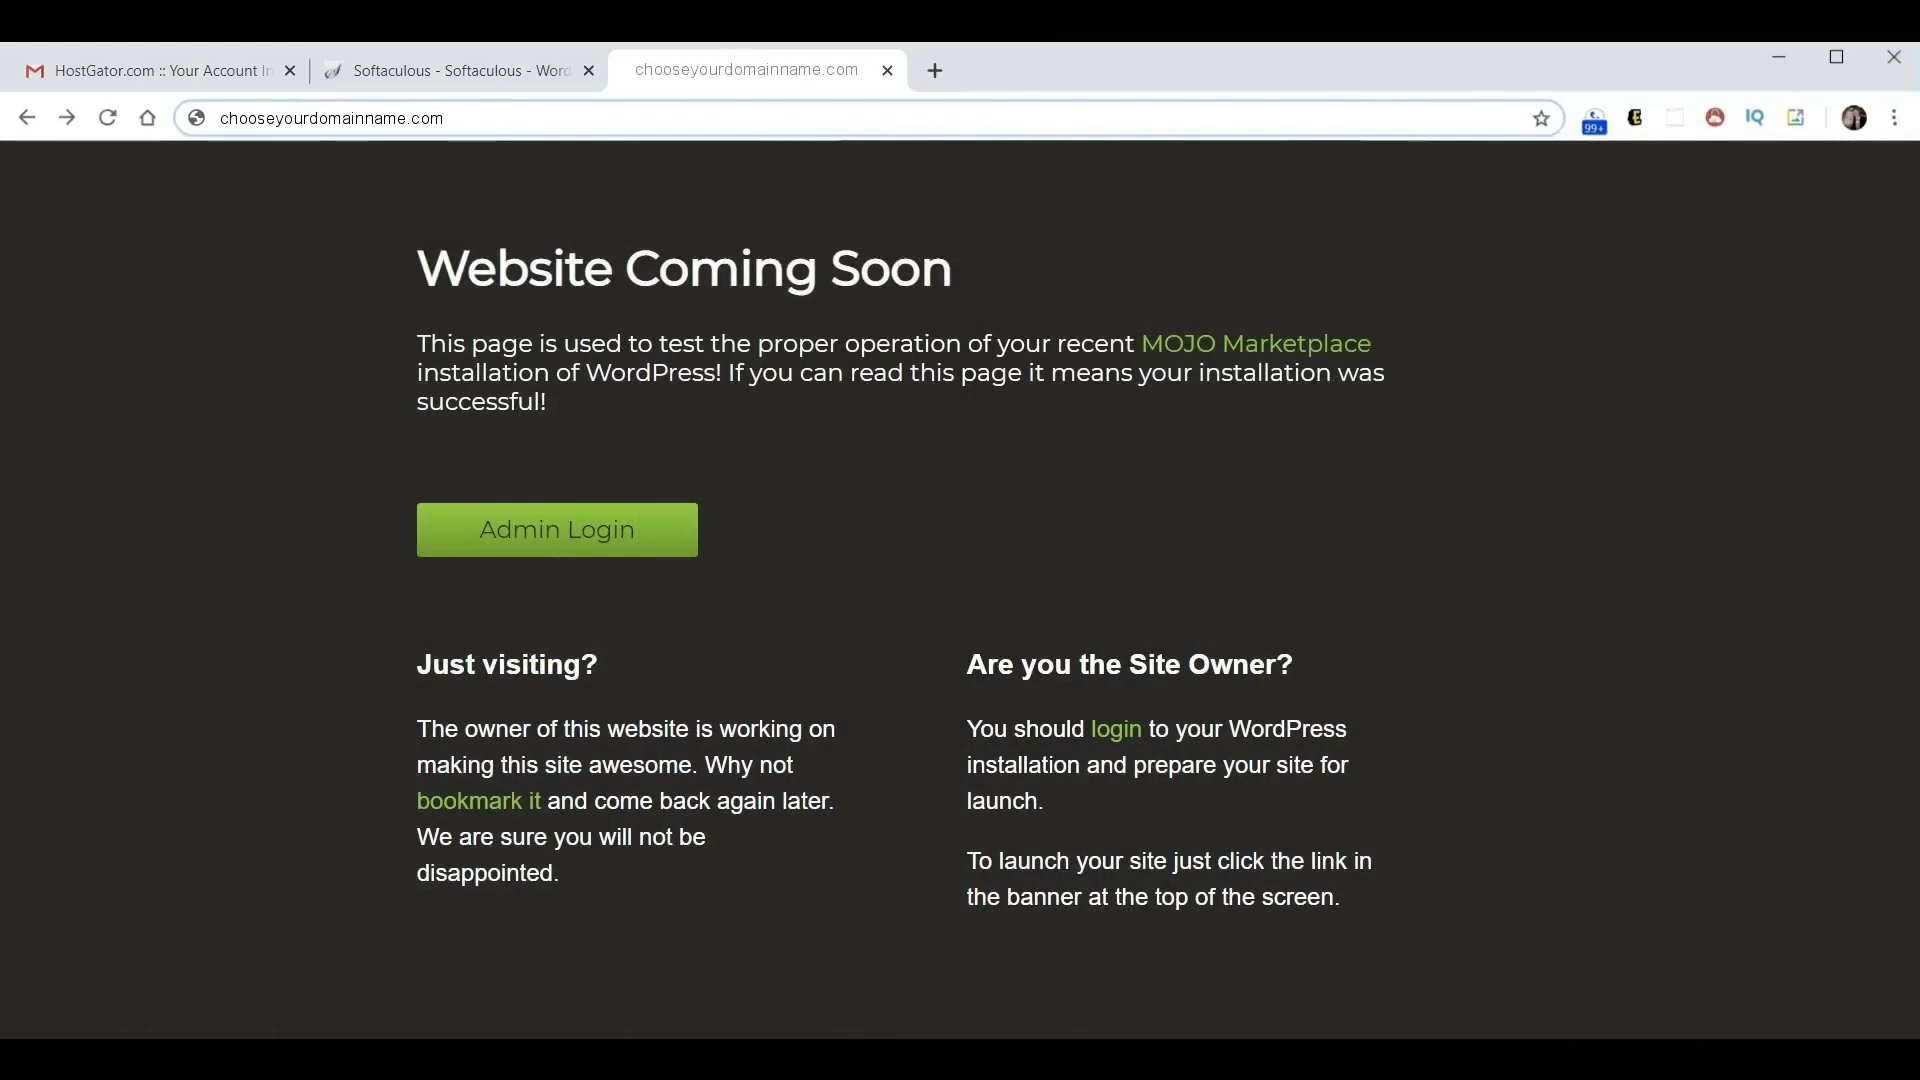 HostGator.com :: Your Account In
Softaculous - Softaculous - Word
chooseyourdomainname.com
chooseyourdomainname.com
99+
IQ
Website Coming Soon
This page is used to test the proper operation of your recent MOJO Marketplace
installation of WordPress! If you can read this page it means your installation was
successful!
Admin Login
Just visiting?
The owner of this website is working on
making this site awesome. Why not
bookmark it and come back again later.
We are sure you will not be
disappointed.
Are you the Site Owner?
You should login to your WordPress
installation and prepare your site for
launch.
To launch your site just click the link in
the banner at the top of the screen.